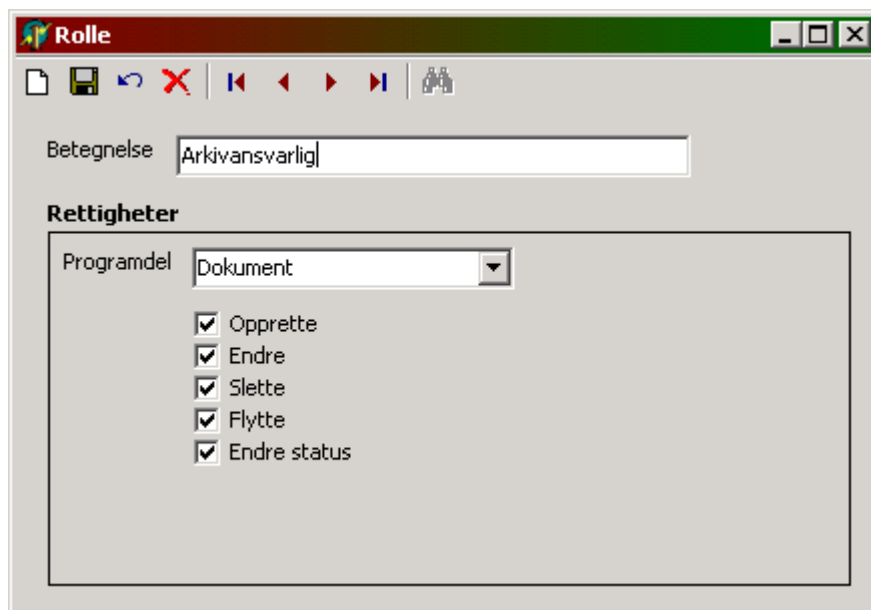 Rolle
Betegnelse Arkivansvarlig
Rettigheter
Programdel Dokument
Opprette
Endre
Slette
Flytte
Endre status